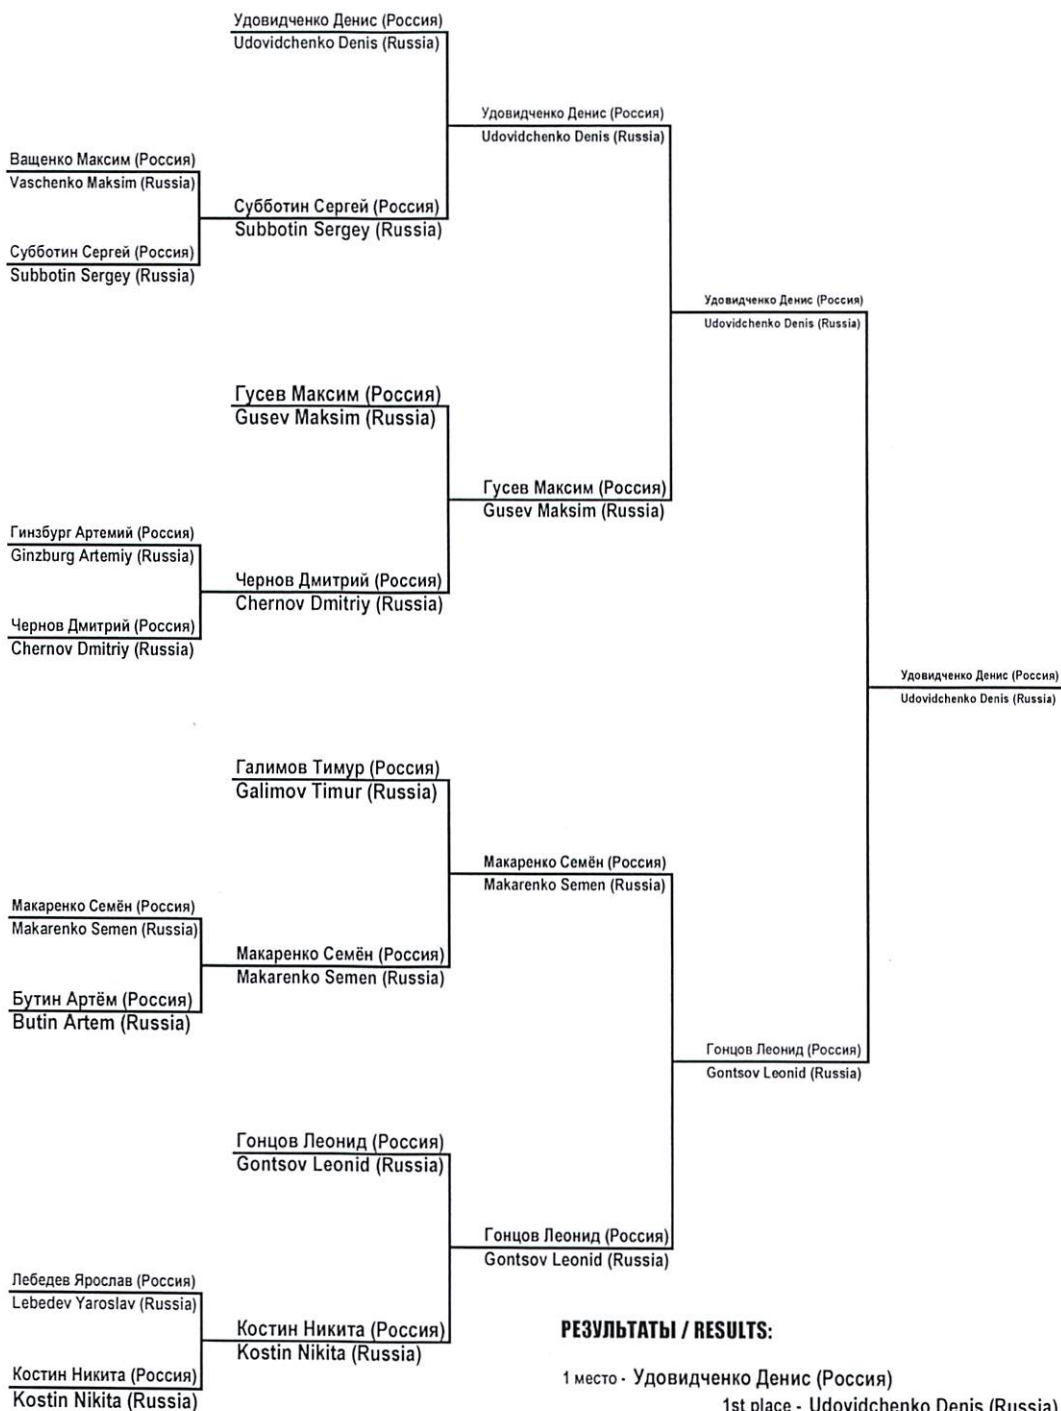 Удовидченко Денис (Россия)
Udovidchenko Denis (Russia)
Удовидченко Денис (Россия)
Udovidchenko Denis (Russia)
Ващенко Максим (Россия)
Vaschenko Maksim (Russia)
Субботин Сергей (Россия)
Subbotin Sergey (Russia)
Субботин Сергей (Россия)
Subbotin Sergey (Russia)
Удовидченко Денис (Россия)
Udovidchenko Denis (Russia)
Гусев Максим (Россия)
Gusev Maksim (Russia)
Гусев Максим (Россия)
Gusev Maksim (Russia)
Гинзбург Артемий (Россия)
Ginzburg Artemiy (Russia)
Чернов Дмитрий (Россия)
Chernov Dmitriy (Russia)
Чернов Дмитрий (Россия)
Chernov Dmitriy (Russia)
Удовидченко Денис (Россия)
Udovidchenko Denis (Russia)
Галимов Тимур (Россия)
Galimov Timur (Russia)
Макаренко Семён (Россия)
Makarenko Semen (Russia)
Макаренко Семён (Россия)
Makarenko Semen (Russia)
Макаренко Семён (Россия)
Makarenko Semen (Russia)
Бутин Артём (Россия)
Butin Artem (Russia)
Гонцов Леонид (Россия)
Gontsov Leonid (Russia)
Гонцов Леонид (Россия)
Gontsov Leonid (Russia)
Гонцов Леонид (Россия)
Gontsov Leonid (Russia)
Лебедев Ярослав (Россия)
Lebedev Yaroslav (Russia)
Костин Никита (Россия)
Kostin Nikita (Russia)
Костин Никита (Россия)
Kostin Nikita (Russia)
РЕЗУЛЬТАТЫ / RESULTS:
1 место - Удовидченко Денис (Россия)
1st place - Udovidchenko Denis (Russia)